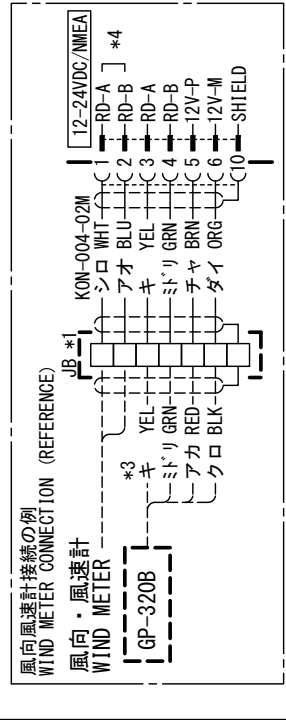 風向風速計接続の例
WIND METER CONNECTION (REFERENCE)
風向・風速計
WIND METER
GP-320B
*3
キ YEL
ミドリ GRN
アカ RED
クロ BLK
JB *1
KON-004-02M
シロ WHT
アオ BLU
キ YEL
ミドリ GRN
チャ BRN
ダイ ORG
12-24VDC/NMEA
1 RD-A
2 RD-B
*4
3 RD-A
4 RD-B
5 12V-P
6 12V-M
10 SHIELD